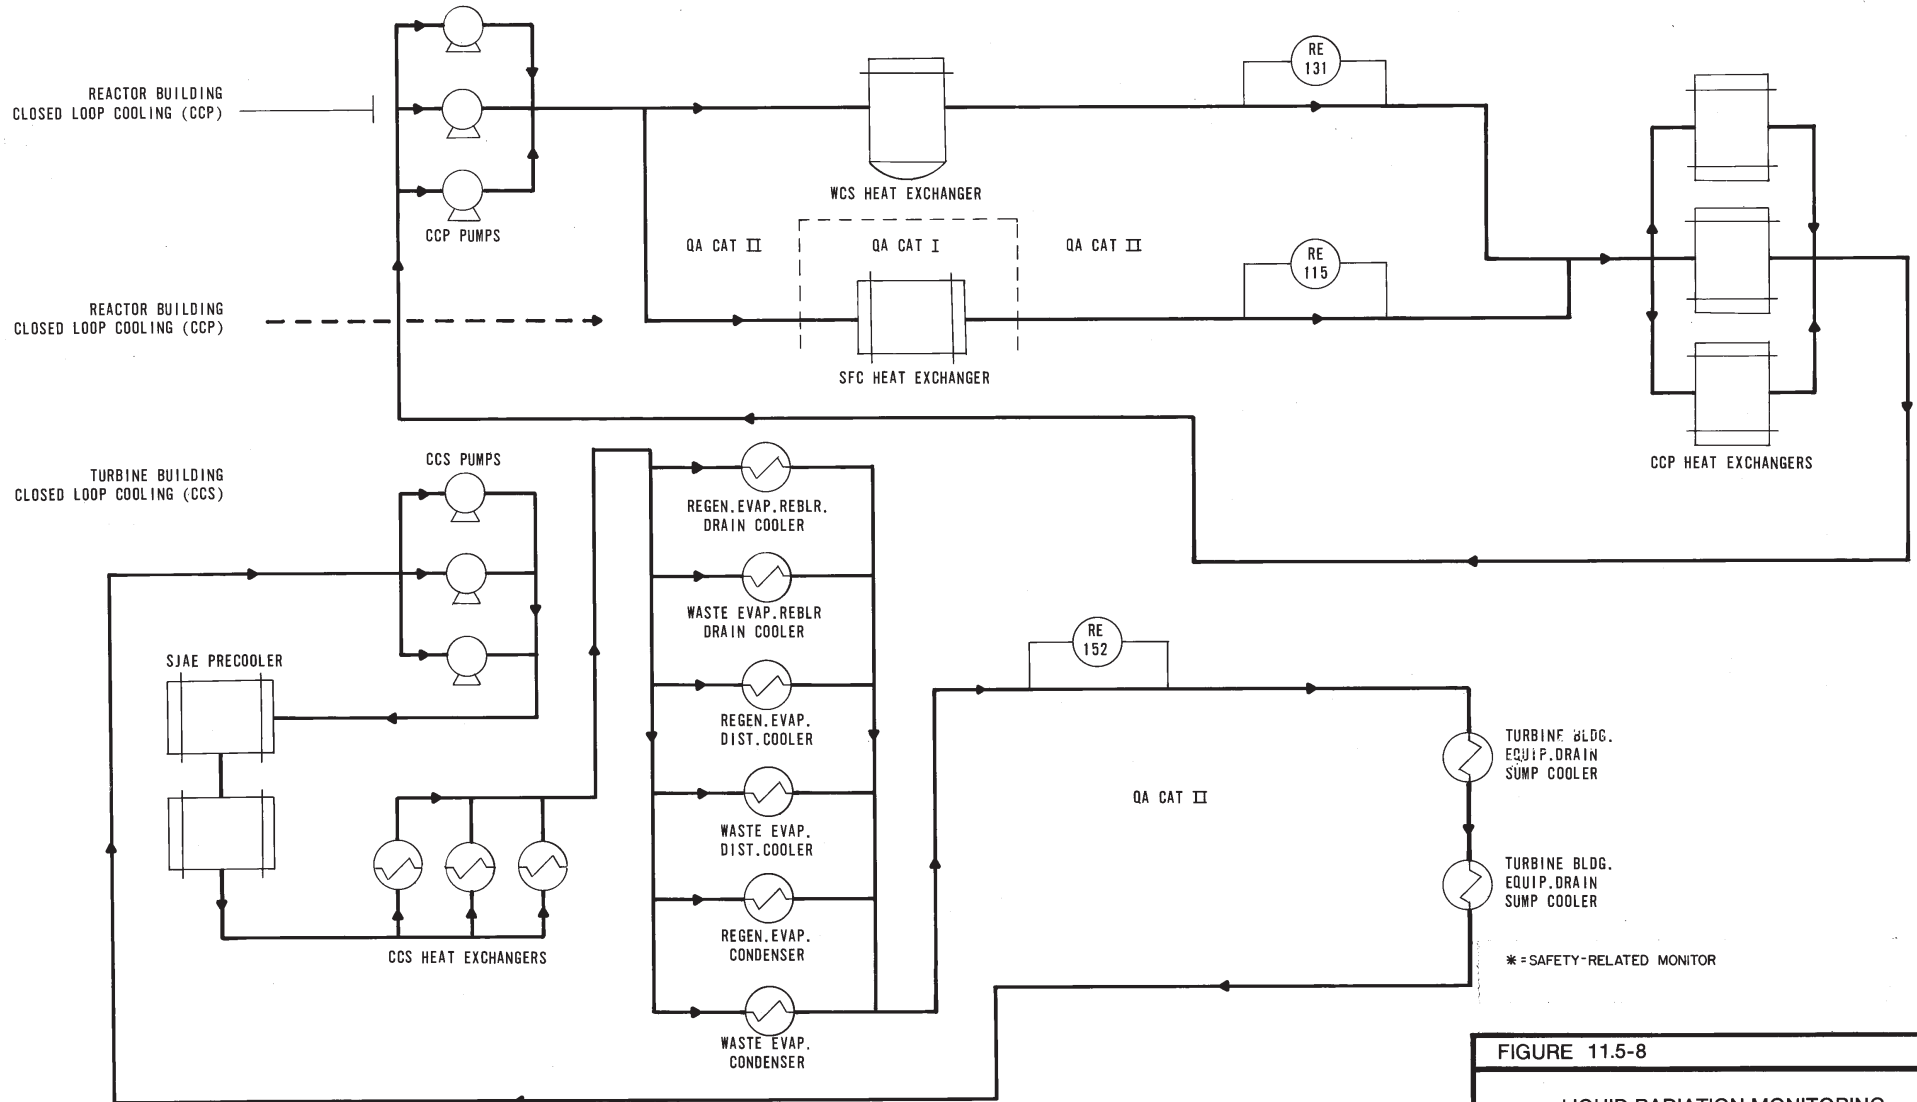 REACTOR BUILDING
CLOSED LOOP COOLING (CCP)
CCP PUMPS
WCS HEAT EXCHANGER
RE
131
QA CAT II
QA CAT I
QA CAT II
RE
115
REACTOR BUILDING
CLOSED LOOP COOLING (CCP)
SFC HEAT EXCHANGER
CCP HEAT EXCHANGERS
TURBINE BUILDING
CLOSED LOOP COOLING (CCS)
CCS PUMPS
REGEN.EVAP.REBLR.
DRAIN COOLER
WASTE EVAP.REBLR
DRAIN COOLER
SJAE PRECOOLER
RE
152
REGEN.EVAP.
DIST.COOLER
TURBINE BLDG.
EQUIP.DRAIN
SUMP COOLER
QA CAT II
WASTE EVAP.
DIST.COOLER
TURBINE BLDG.
EQUIP.DRAIN
SUMP COOLER
REGEN.EVAP.
CONDENSER
CCS HEAT EXCHANGERS
* = SAFETY-RELATED MONITOR
WASTE EVAP.
CONDENSER
FIGURE 11.5-8
LIQUID RADIATION MONITORING